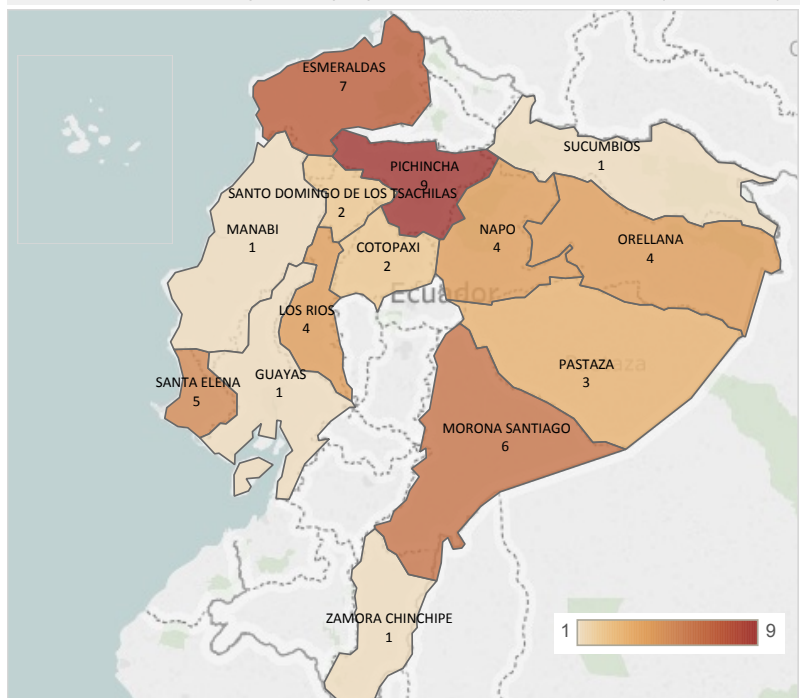 ESMERALDAS
7
SUCUMBIOS
1
PICHINCHA
9
SANTO DOMINGO DE LOS TSACHILAS
2
MANABI
1
NAPO
4
ORELLANA
4
COTOPAXI
2
Ecuador
LOS RIOS
4
PASTAZA
3
SANTA ELENA
5
GUAYAS
1
MORONA SANTIAGO
6
ZAMORA CHINCHIPE
1
1 9